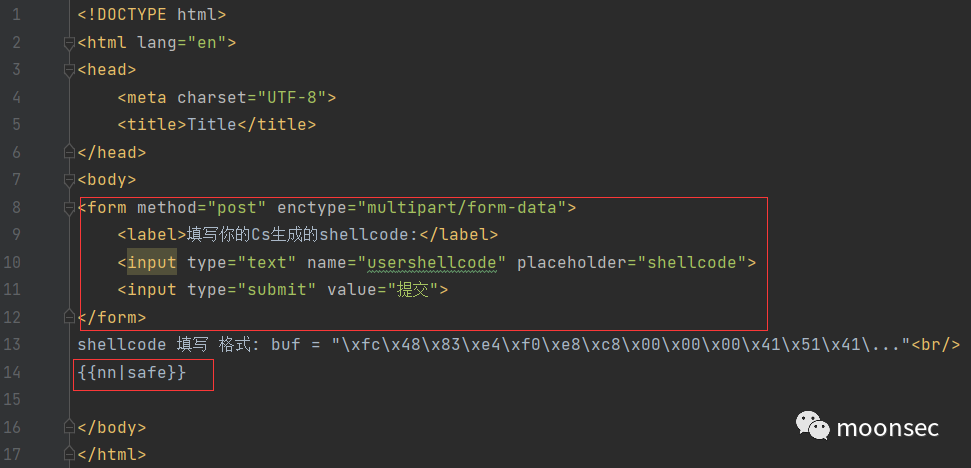 1 <!DOCTYPE html>
2 <html lang="en">
3 <head>
4 <meta charset="UTF-8">
5 <title>Title</title>
6 </head>
7 <body>
8 <form method="post" enctype="multipart/form-data">
9 <label>填写你的Cs生成的shellcode:</label>
10 <input type="text" name="usershellcode" placeholder="shellcode">
11 <input type="submit" value="提交">
12 </form>
13 shellcode 填写 格式: buf = "\xfc\x48\x83\xe4\xf0\xe8\xc8\x00\x00\x00\x41\x51\x41\..."<br/>
14 {{nn|safe}}
15
16 </body>
17 </html>
moonsec